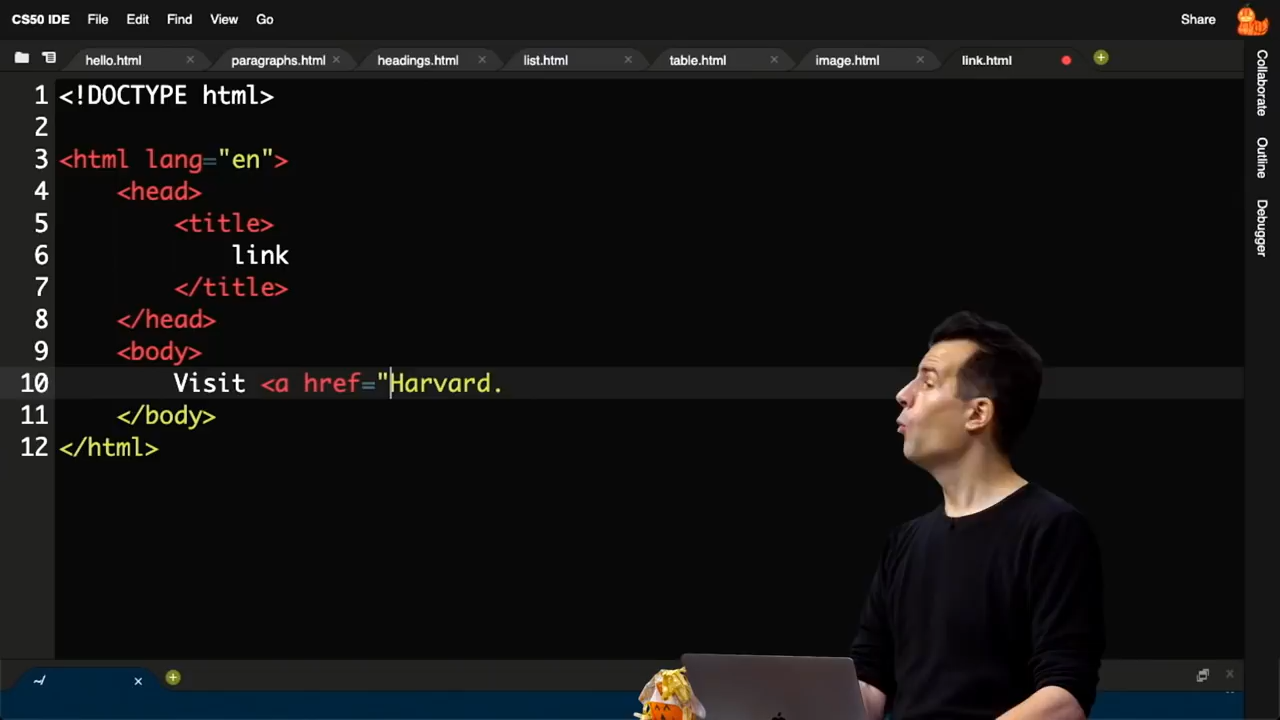 CS50 IDE File Edit Find View Go Share
hello.html paragraphs.html headings.html list.html table.html image.html link.html
Collaborate
Outline
Debugger
1 <!DOCTYPE html>
2
3 <html lang="en">
4 <head>
5 <title>
6 link
7 </title>
8 </head>
9 <body>
10 Visit <a href="Harvard.
11 </body>
12 </html>
~/